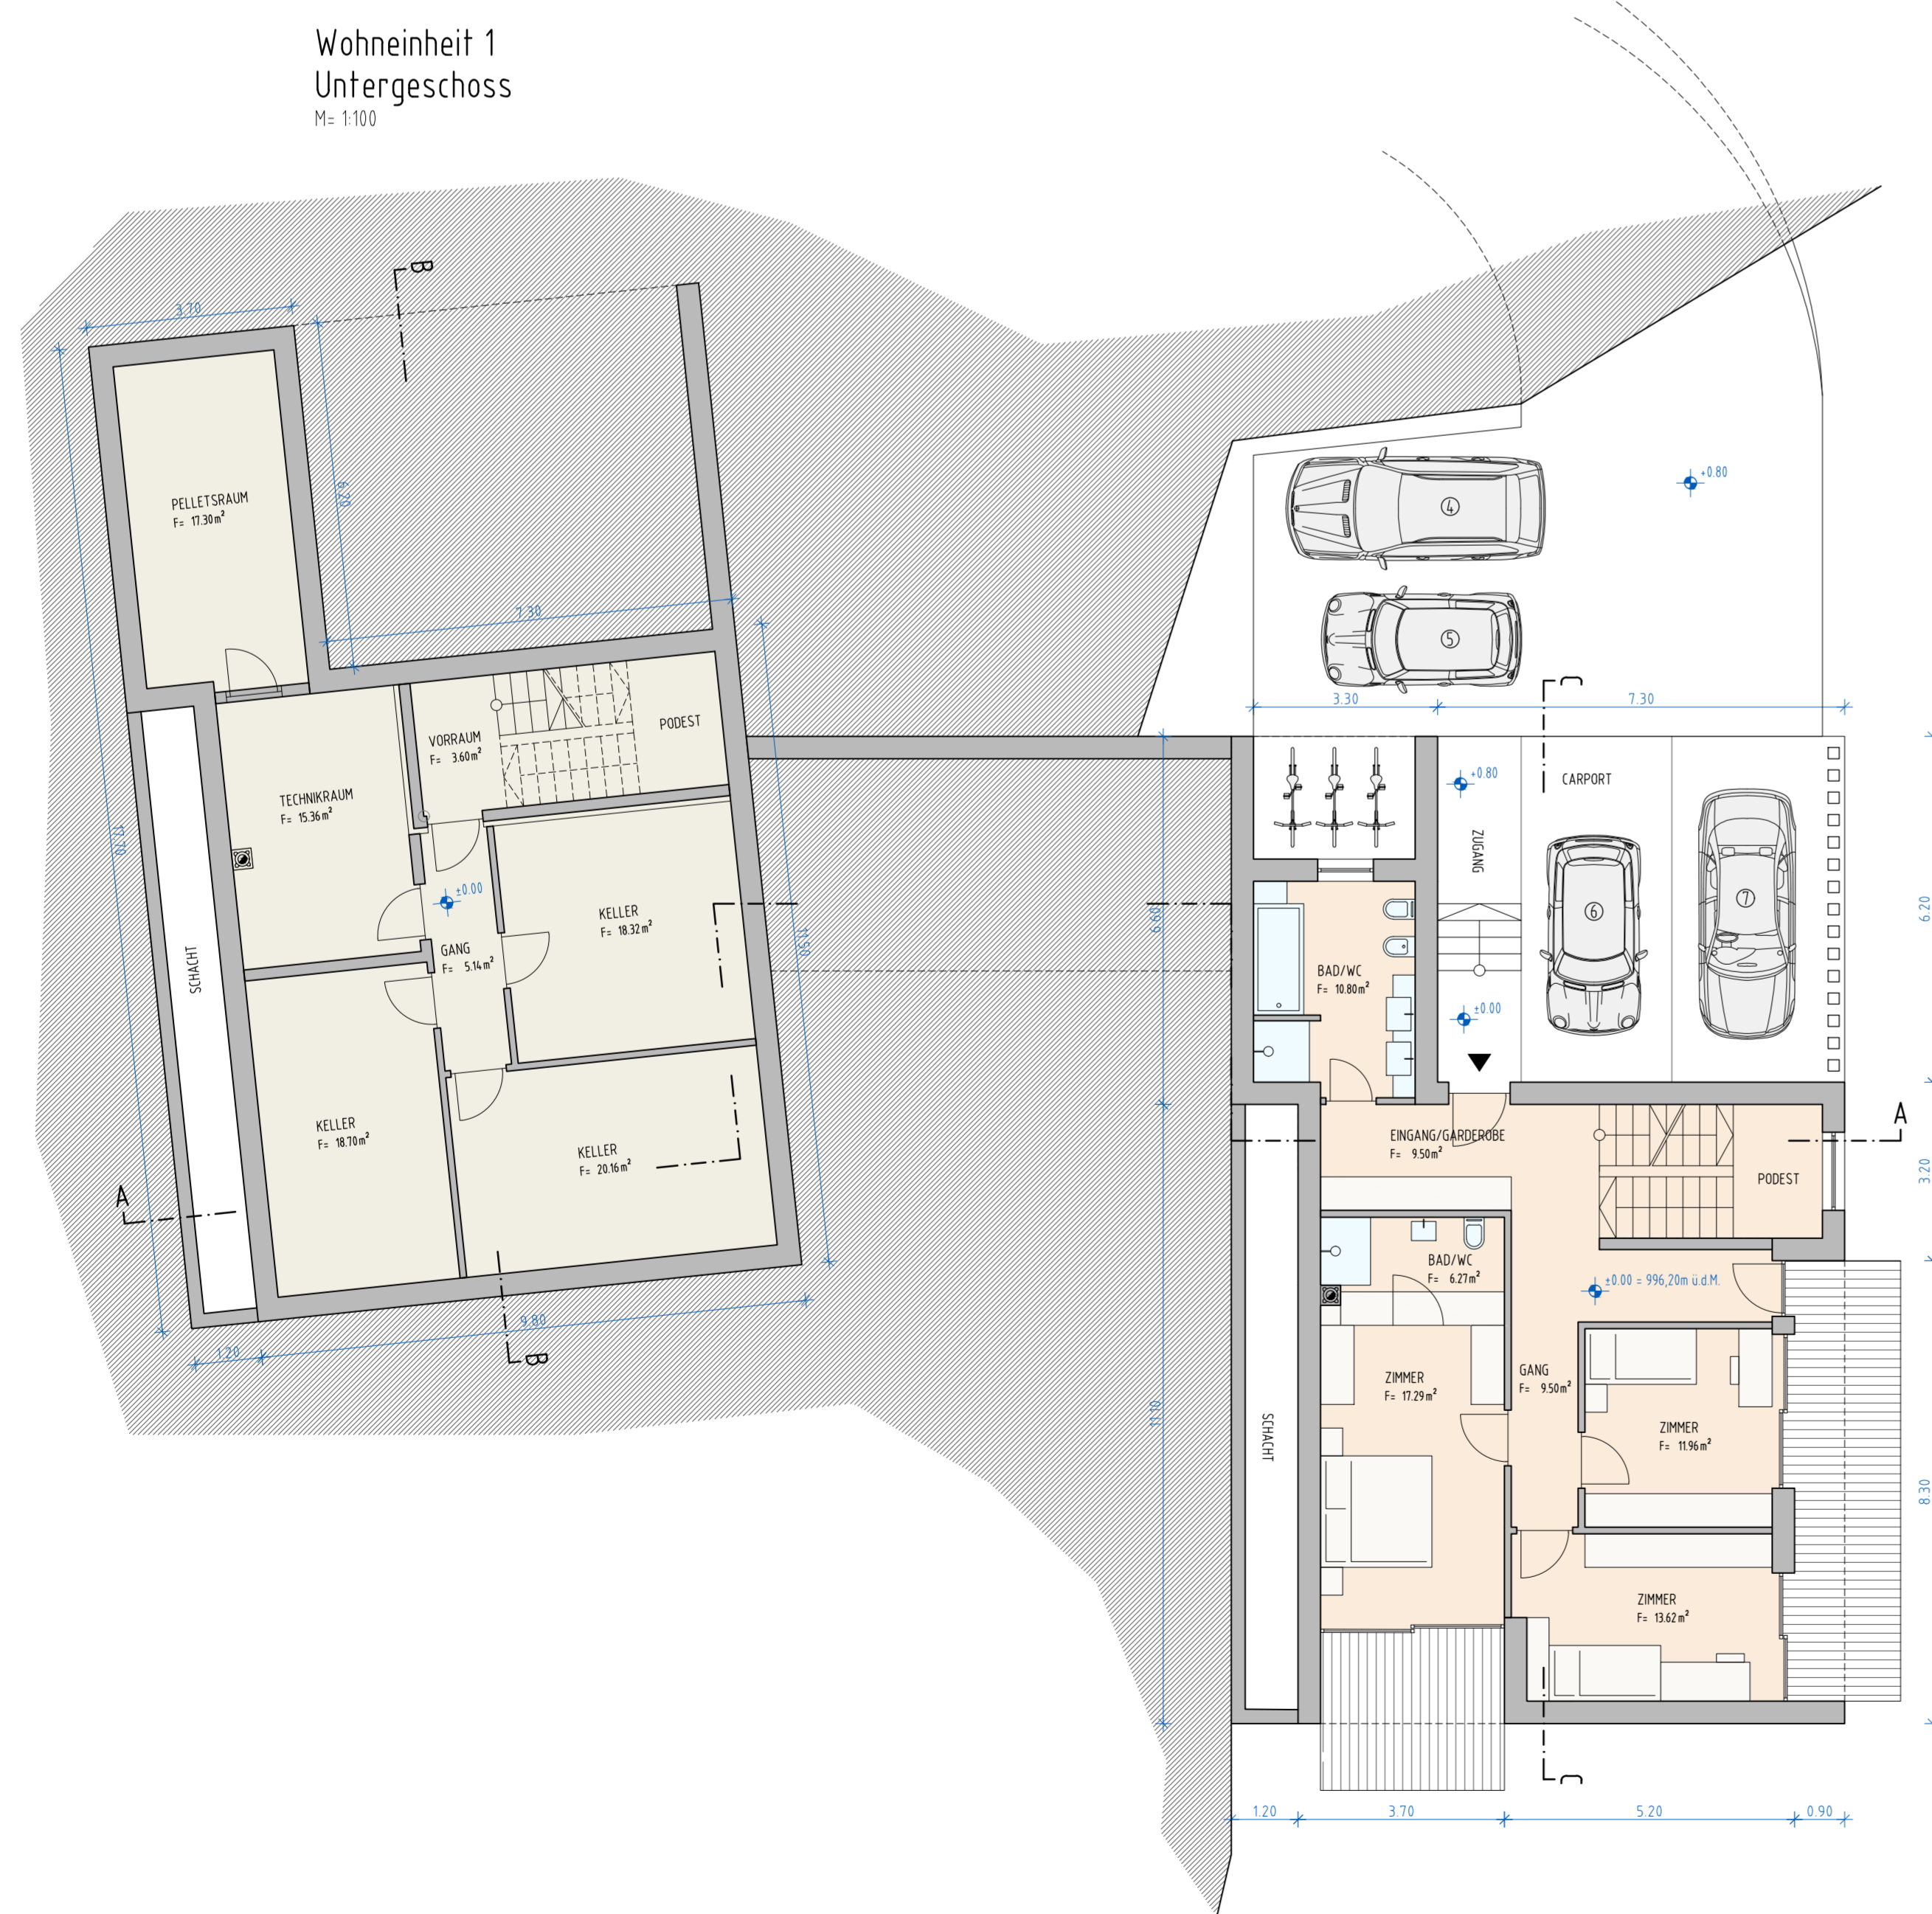 Wohneinheit 1
Untergeschoss
M= 1:100
B
3.70
6.20
PELLETSRAUM
F= 17.30m²
7.30
17.70
VORRAUM
F= 3.60m²
PODEST
TECHNIKRAUM
F= 15.36m²
±0.00
KELLER
F= 18.32m²
11.50
GANG
F= 5.14m²
SCHACHT
KELLER
F= 18.70m²
KELLER
F= 20.16m²
A
9.80
1.20
B
+0.80
4
5
C
3.30
7.30
+0.80
CARPORT
ZUGANG
6
7
6.60
6.20
BAD/WC
F= 10.80m²
±0.00
A
EINGANG/GARDEROBE
F= 9.50m²
3.20
PODEST
BAD/WC
F= 6.27m²
±0.00 = 996,20m ü.d.M.
GANG
F= 9.50m²
ZIMMER
F= 17.29m²
11.10
SCHACHT
ZIMMER
F= 11.96m²
8.30
ZIMMER
F= 13.62m²
C
1.20
3.70
5.20
0.90